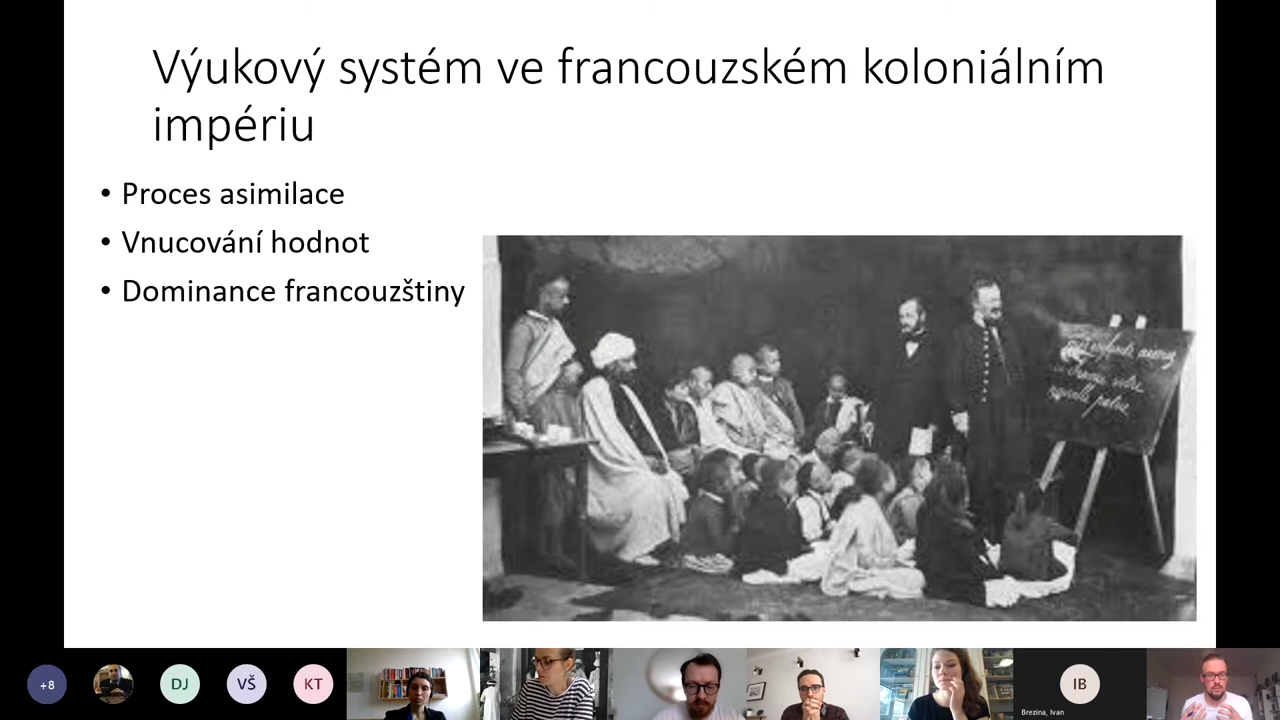 Výukový systém ve francouzském koloniálním
impériu
• Proces asimilace
• Vnucování hodnot
• Dominance francouzštiny
+8
DJ
VŠ
KT
IB
Brezina, Ivan